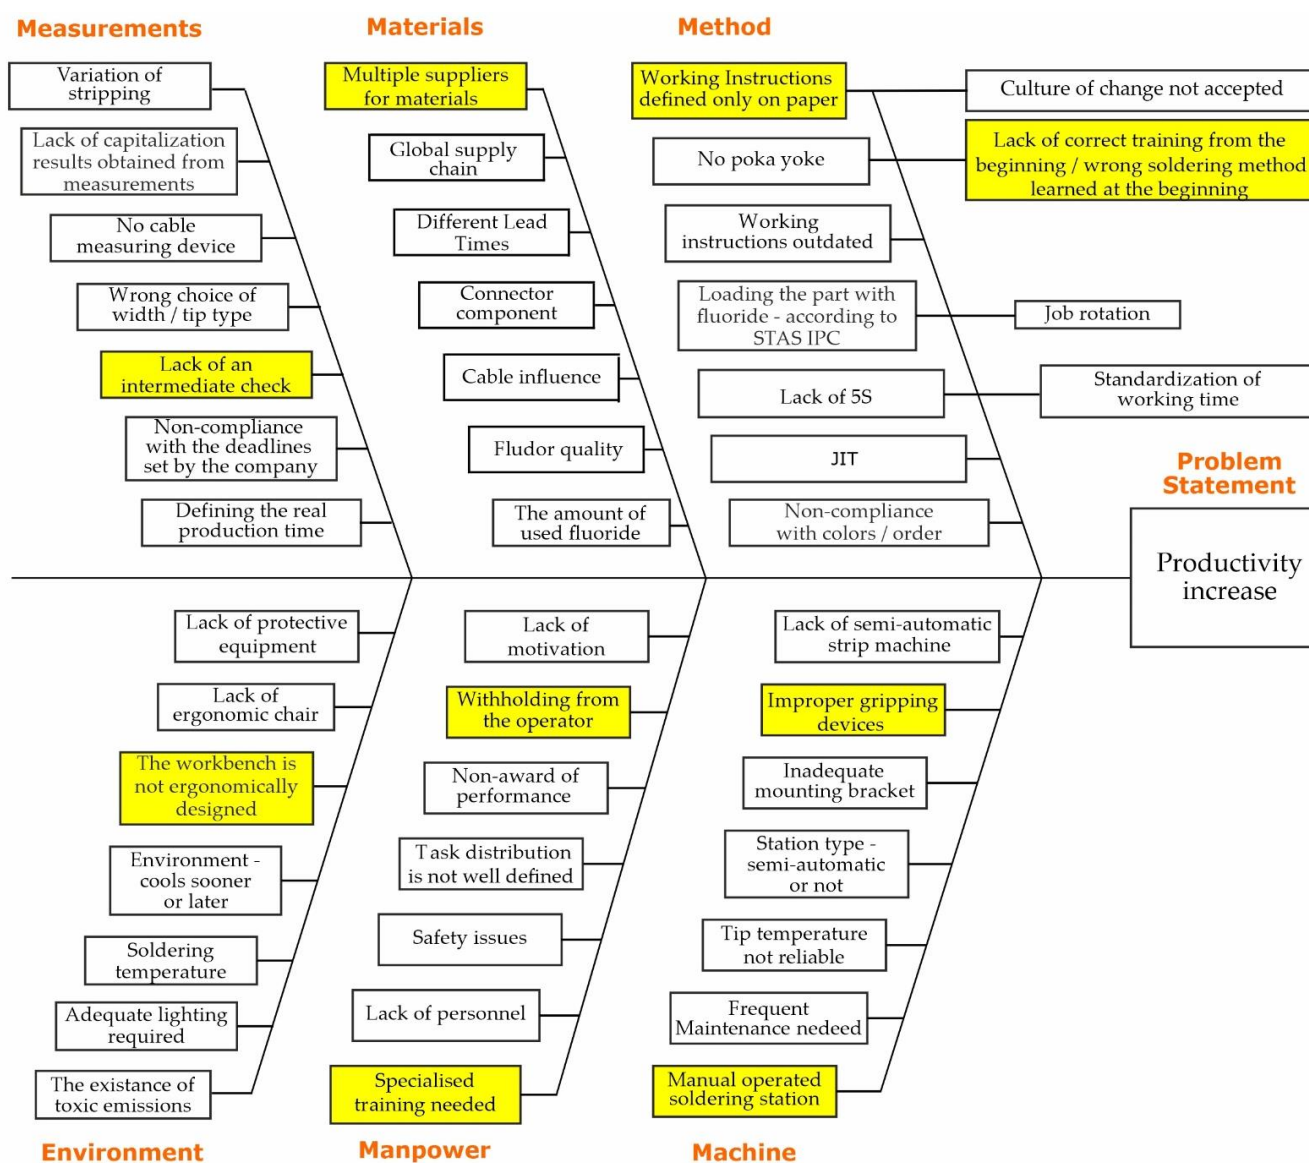 Measurements
Variation of
stripping
Lack of capitalization
results obtained from
measurements
No cable
measuring device
Wrong choice of
width / tip type
Lack of an
intermediate check
Non-compliance
with the deadlines
set by the company
Defining the real
production time
Materials
Multiple suppliers
for materials
Global supply
chain
Different Lead
Times
Connector
component
Cable influence
Fludor quality
The amount of
used fluoride
Method
Working Instructions
defined only on paper
No poka yoke
Working
instructions outdated
Loading the part with
fluoride - according to
STAS IPC
Lack of 5S
JIT
Non-compliance
with colors / order
Culture of change not accepted
Lack of correct training from the
beginning / wrong soldering method
learned at the beginning
Job rotation
Standardization of
working time
Problem
Statement
Productivity
increase
Lack of protective
equipment
Lack of
ergonomic chair
The workbench is
not ergonomically
designed
Environment -
cools sooner
or later
Soldering
temperature
Adequate lighting
required
The existance of
toxic emissions
Environment
Lack of
motivation
Withholding from
the operator
Non-award of
performance
Task distribution
is not well defined
Safety issues
Lack of personnel
Specialised
training needed
Manpower
Lack of semi-automatic
strip machine
Improper gripping
devices
Inadequate
mounting bracket
Station type -
semi-automatic
or not
Tip temperature
not reliable
Frequent
Maintenance nedeed
Manual operated
soldering station
Machine